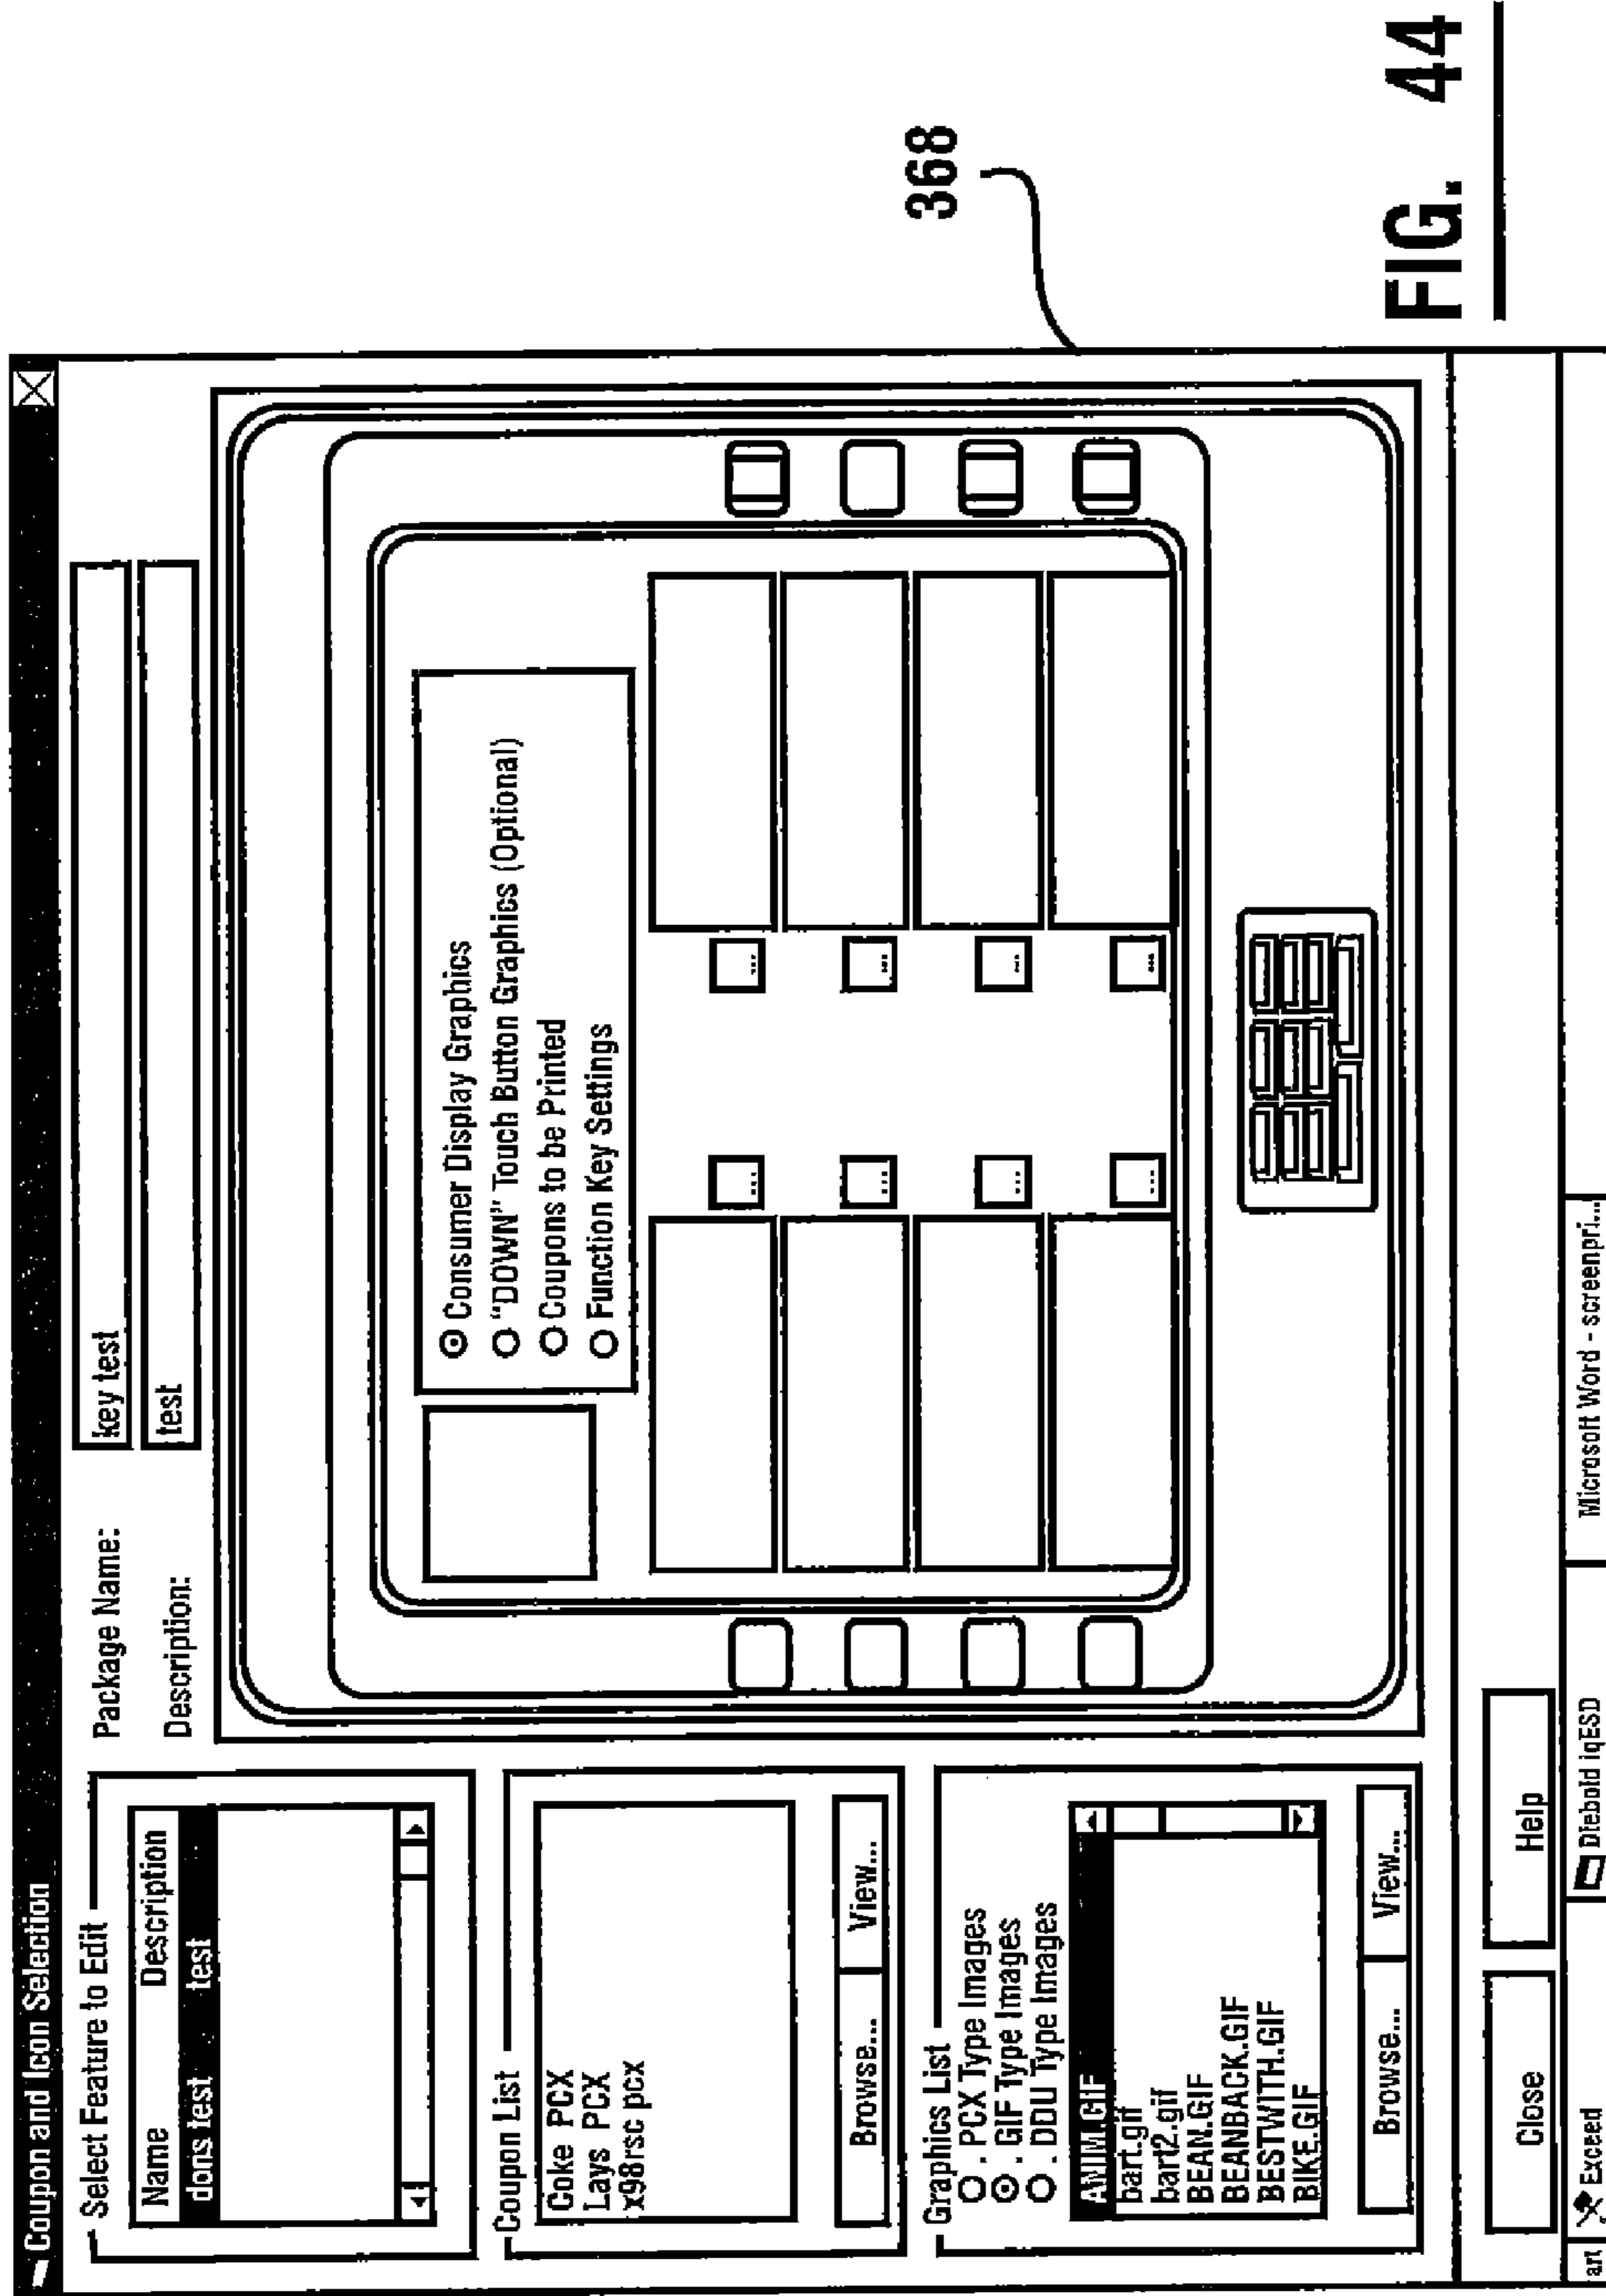 Coupon and Icon Selection
Select Feature to Edit
Name Description
dons test test
Package Name: key test
Description: test
Coupon List
Coke PCX
Lays PCX
x98rsc pcx
Browse... View...
Graphics List
. PCX Type Images
. GIF Type Images
. DDU Type Images
ANIM.GIF
bart.gif
bart2.gif
BEAN.GIF
BEANBACK.GIF
BESTWITH.GIF
BIKE.GIF
Browse... View...
Consumer Display Graphics
"DOWN" Touch Button Graphics (Optional)
Coupons to be Printed
Function Key Settings
...
...
...
...
...
...
...
...
Close Help
art Exceed Diebold iqESD Microsoft Word - screenpri...
368
FIG. 44